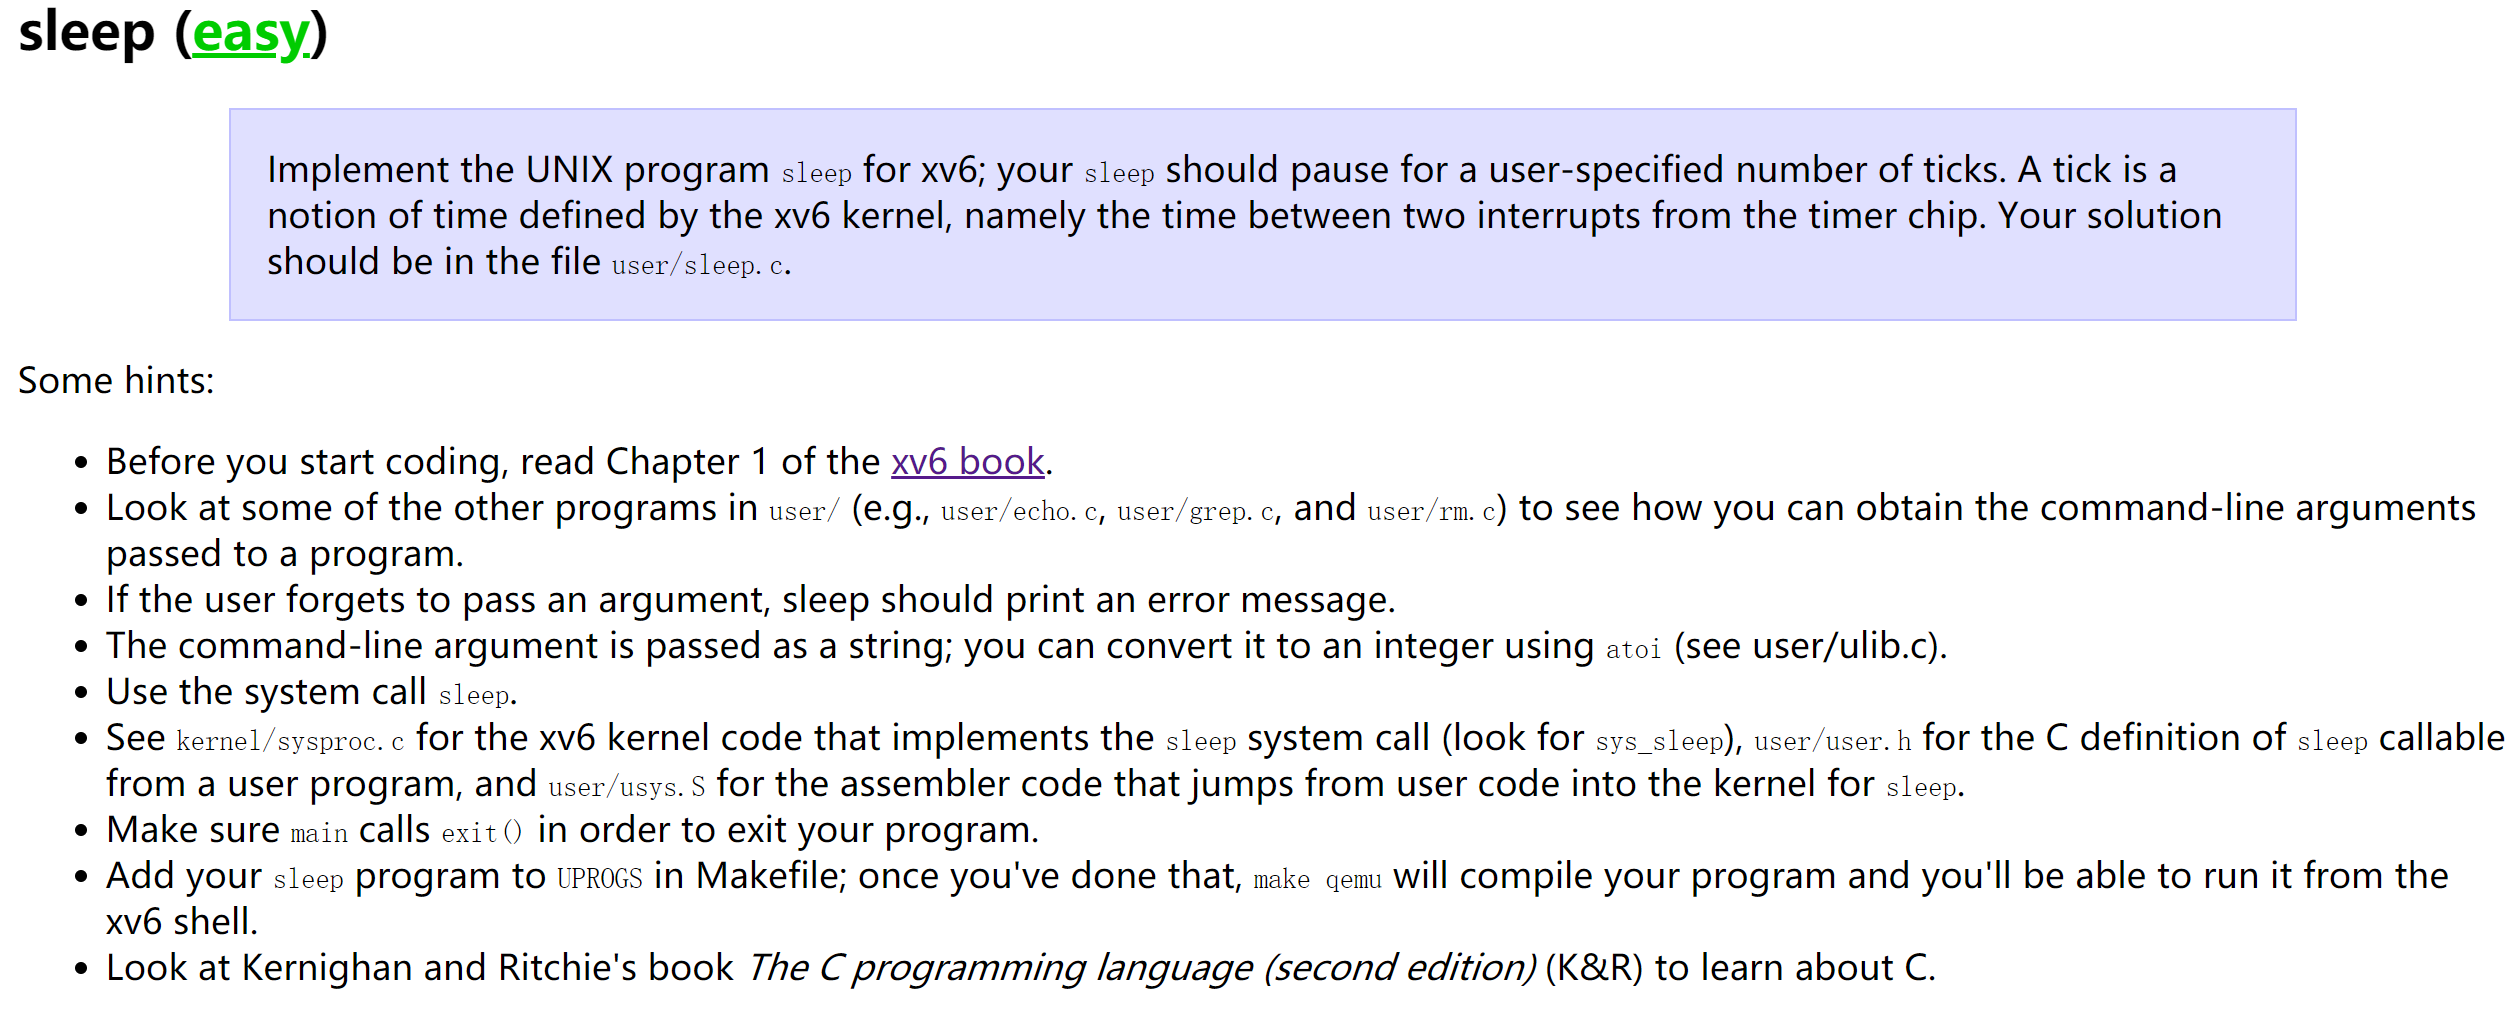 sleep (easy)
Implement the UNIX program sleep for xv6; your sleep should pause for a user-specified number of ticks. A tick is a
notion of time defined by the xv6 kernel, namely the time between two interrupts from the timer chip. Your solution
should be in the file user/sleep.c.
Some hints:
• Before you start coding, read Chapter 1 of the xv6 book.
• Look at some of the other programs in user/ (e.g., user/echo.c, user/grep.c, and user/rm.c) to see how you can obtain the command-line arguments
passed to a program.
• If the user forgets to pass an argument, sleep should print an error message.
• The command-line argument is passed as a string; you can convert it to an integer using atoi (see user/ulib.c).
• Use the system call sleep.
• See kernel/sysproc.c for the xv6 kernel code that implements the sleep system call (look for sys_sleep), user/user.h for the C definition of sleep callable
from a user program, and user/usys.S for the assembler code that jumps from user code into the kernel for sleep.
• Make sure main calls exit() in order to exit your program.
• Add your sleep program to UPROGS in Makefile; once you've done that, make qemu will compile your program and you'll be able to run it from the
xv6 shell.
• Look at Kernighan and Ritchie's book The C programming language (second edition) (K&R) to learn about C.